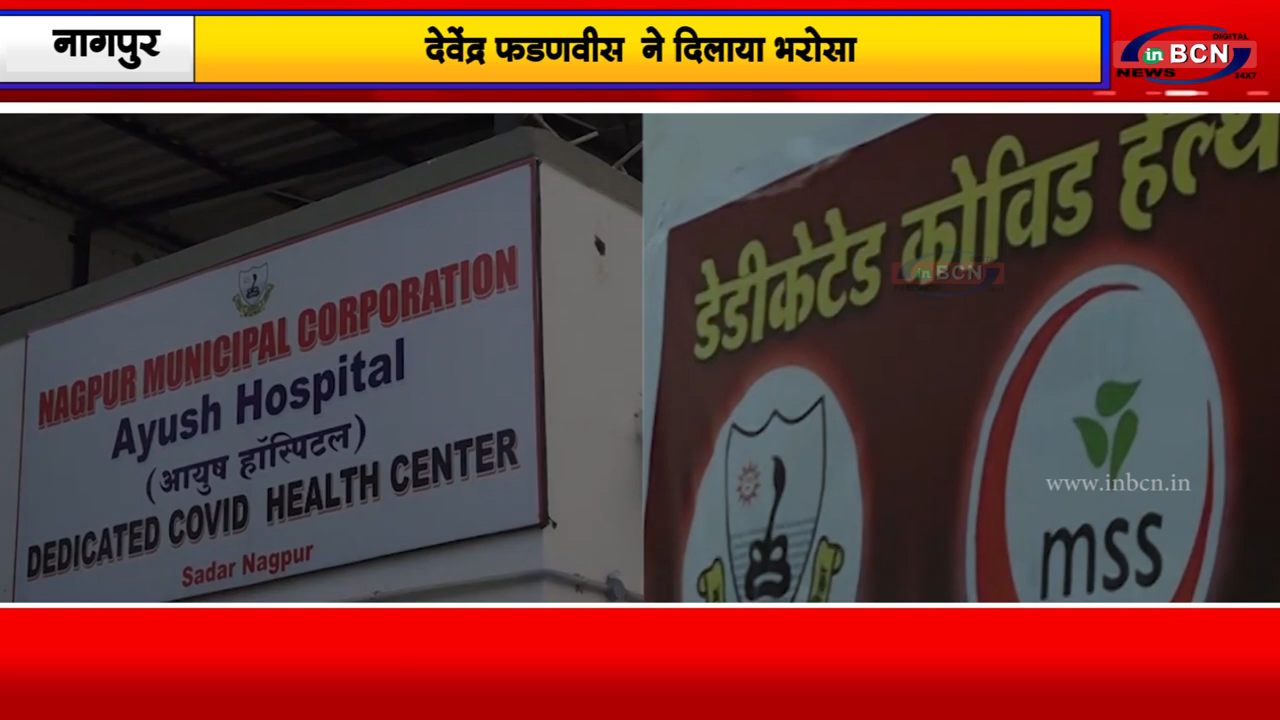 नागपुर
देवेंद्र फडणवीस ने दिलाया भरोसा
DIGITAL
in BCN
NEWS
24X7
NAGPUR MUNICIPAL CORPORATION
Ayush Hospital
(आयुष हॉस्पिटल)
DEDICATED COVID HEALTH CENTER
Sadar Nagpur
डेडीकेटेड कोविड हेल्थ
in BCN
www.inbcn.in
mss